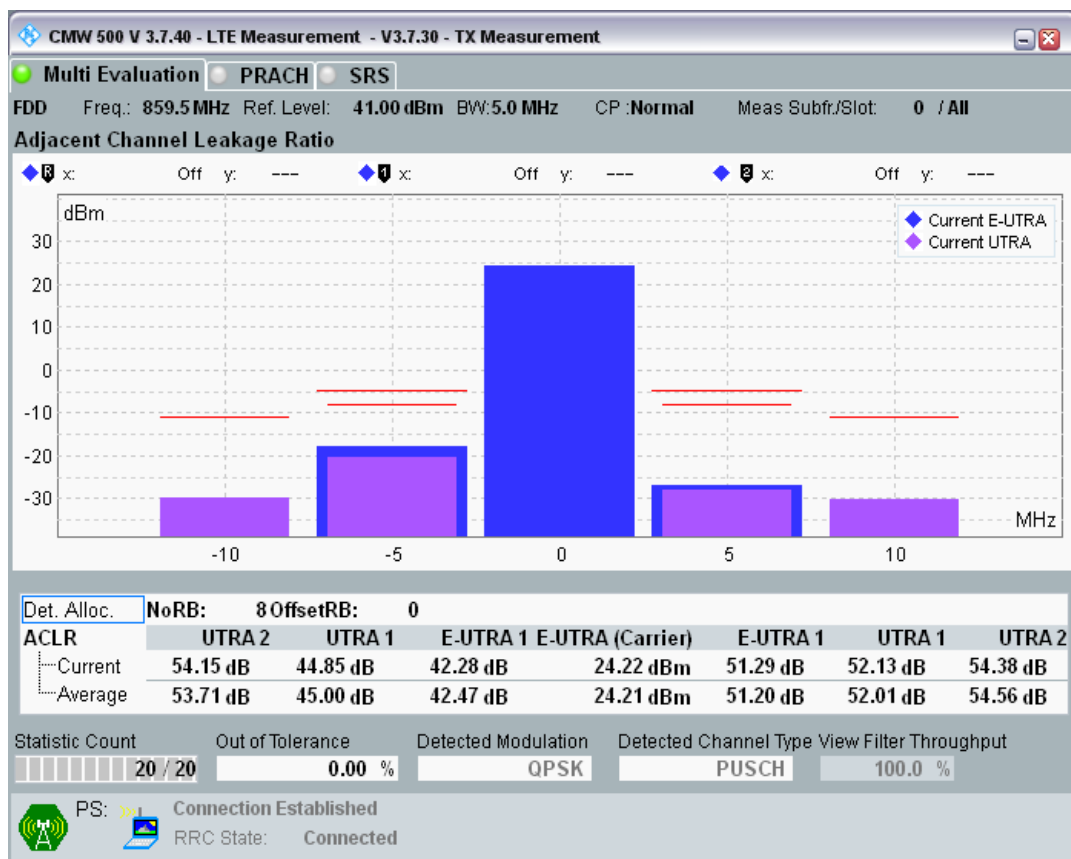 CMW 500 V 3.7.40 - LTE Measurement - V3.7.30 - TX Measurement
Multi Evaluation PRACH SRS
FDD Freq.: 859.5 MHz Ref. Level: 41.00 dBm BW: 5.0 MHz CP : Normal Meas Subfr./Slot: 0 / All
Adjacent Channel Leakage Ratio
R x: Off y: --- 1 x: Off y: --- 2 x: Off y: ---
dBm
Current E-UTRA
Current UTRA
30
20
10
0
-10
-20
-30
MHz
-10 -5 0 5 10
Det. Alloc. NoRB: 8 OffsetRB: 0
ACLR UTRA 2 UTRA 1 E-UTRA 1 E-UTRA (Carrier) E-UTRA 1 UTRA 1 UTRA 2
Current 54.15 dB 44.85 dB 42.28 dB 24.22 dBm 51.29 dB 52.13 dB 54.38 dB
Average 53.71 dB 45.00 dB 42.47 dB 24.21 dBm 51.20 dB 52.01 dB 54.56 dB
Statistic Count Out of Tolerance Detected Modulation Detected Channel Type View Filter Throughput
20 / 20 0.00 % QPSK PUSCH 100.0 %
PS: Connection Established
RRC State: Connected